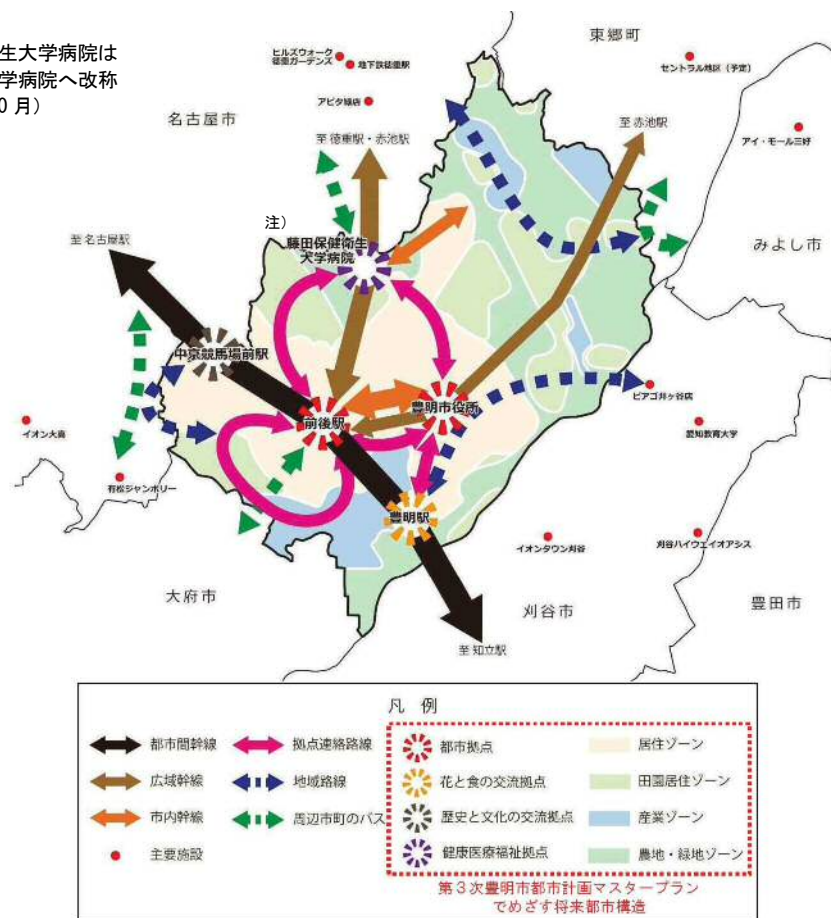 生大学病院は
学病院へ改称
0 月）
東郷町
ヒルズウォーク
徳重ガーデンズ
地下鉄徳重駅
セントラル地区（予定）
アピタ緑店
名古屋市
至 徳重駅・赤池駅
至 赤池駅
アイ・モール三好
注）
藤田保健衛生
大学病院
至 名古屋駅
みよし市
中京競馬場前駅
豊明市役所
ピアゴ井ヶ谷店
前後駅
イオン大高
愛知教育大学
有松ジャンボリー
豊明駅
イオンタウン刈谷
刈谷ハイウェイオアシス
大府市
刈谷市
豊田市
至 知立駅
凡　例
都市間幹線
拠点連絡路線
都市拠点
居住ゾーン
広域幹線
地域路線
花と食の交流拠点
田園居住ゾーン
市内幹線
周辺市町のバス
歴史と文化の交流拠点
産業ゾーン
主要施設
健康医療福祉拠点
農地・緑地ゾーン
第３次豊明市都市計画マスタープラン
でめざす将来都市構造